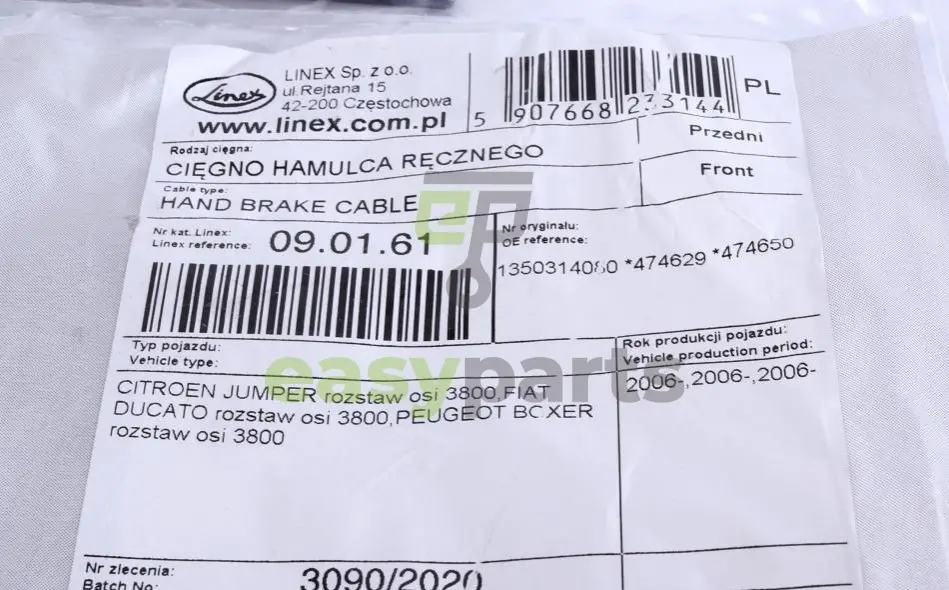 Linex
LINEX Sp. z o.o.
ul.Rejtana 15
42-200 Częstochowa
www.linex.com.pl
5 907668 233144
PL
Rodzaj cięgna:
CIĘGNO HAMULCA RĘCZNEGO
Przedni
Cable type:
HAND BRAKE CABLE
Front
Nr kat. Linex:
Linex reference:
09.01.61
Nr oryginału:
OE reference:
1350314080 *474629 *474650
Typ pojazdu:
Vehicle type:
Rok produkcji pojazdu:
Vehicle production period:
CITROEN JUMPER rozstaw osi 3800,FIAT
DUCATO rozstaw osi 3800,PEUGEOT BOXER
rozstaw osi 3800
2006-,2006-,2006-
easyparts
Nr zlecenia:
Batch No:
3090/2020